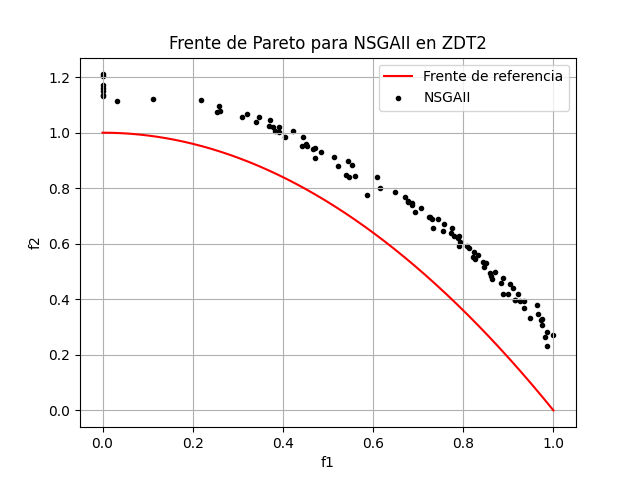 Frente de Pareto para NSGAII en ZDT2
Frente de referencia
NSGAII
f2
1.2
1.0
0.8
0.6
0.4
0.2
0.0
0.0 0.2 0.4 0.6 0.8 1.0
f1